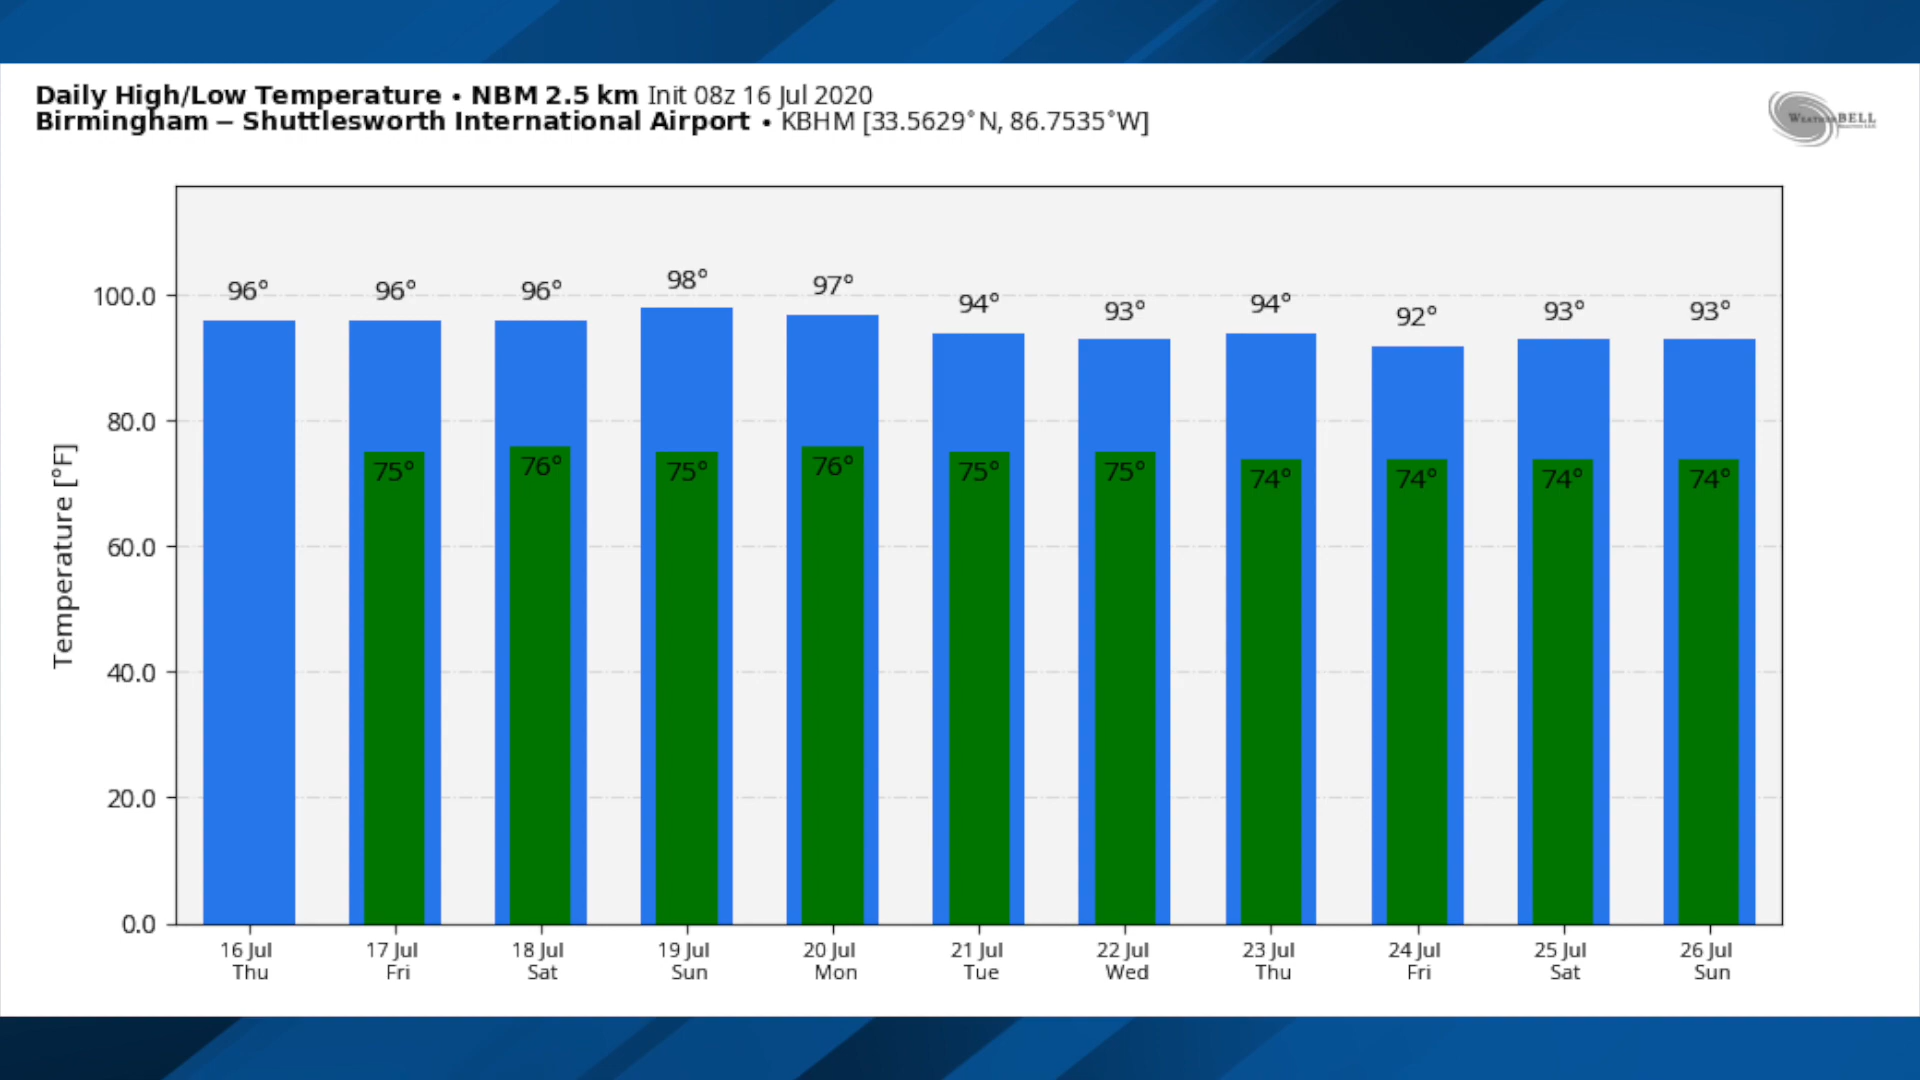 Daily High/Low Temperature • NBM 2.5 km Init 08z 16 Jul 2020
Birmingham – Shuttlesworth International Airport • KBHM [33.5629°N, 86.7535°W]
WeatherBELL
Temperature [°F]
100.0
80.0
60.0
40.0
20.0
0.0
96° 96° 96° 98° 97° 94° 93° 94° 92° 93° 93°
75° 76° 75° 76° 75° 75° 74° 74° 74° 74°
16 Jul 17 Jul 18 Jul 19 Jul 20 Jul 21 Jul 22 Jul 23 Jul 24 Jul 25 Jul 26 Jul
Thu Fri Sat Sun Mon Tue Wed Thu Fri Sat Sun